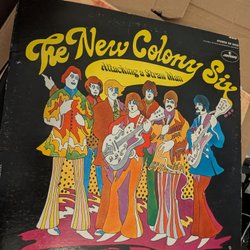 The New Colony Six
Attacking a Straw Man